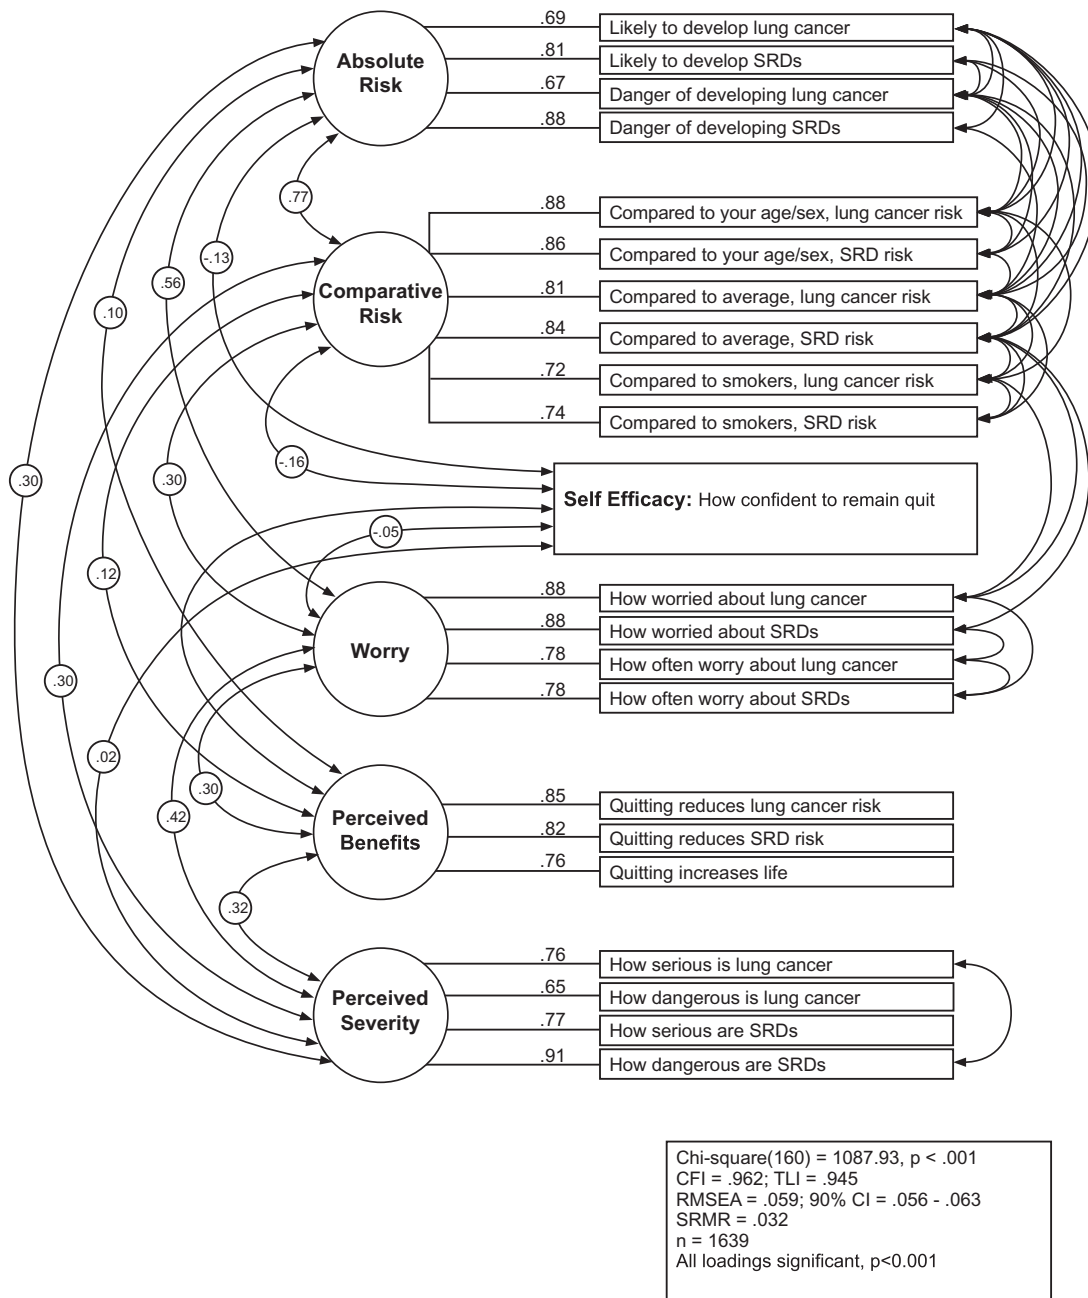 Absolute
Risk
.69 Likely to develop lung cancer
.81 Likely to develop SRDs
.67 Danger of developing lung cancer
.88 Danger of developing SRDs
.77
-.13
.56
.10
.30
Comparative
Risk
.88 Compared to your age/sex, lung cancer risk
.86 Compared to your age/sex, SRD risk
.81 Compared to average, lung cancer risk
.84 Compared to average, SRD risk
.72 Compared to smokers, lung cancer risk
.74 Compared to smokers, SRD risk
-.16
.30
.12
.30
Self Efficacy: How confident to remain quit
-.05
.02
Worry
.88 How worried about lung cancer
.88 How worried about SRDs
.78 How often worry about lung cancer
.78 How often worry about SRDs
.30
.42
Perceived
Benefits
.85 Quitting reduces lung cancer risk
.82 Quitting reduces SRD risk
.76 Quitting increases life
.32
Perceived
Severity
.76 How serious is lung cancer
.65 How dangerous is lung cancer
.77 How serious are SRDs
.91 How dangerous are SRDs
Chi-square(160) = 1087.93, p < .001
CFI = .962; TLI = .945
RMSEA = .059; 90% CI = .056 - .063
SRMR = .032
n = 1639
All loadings significant, p<0.001